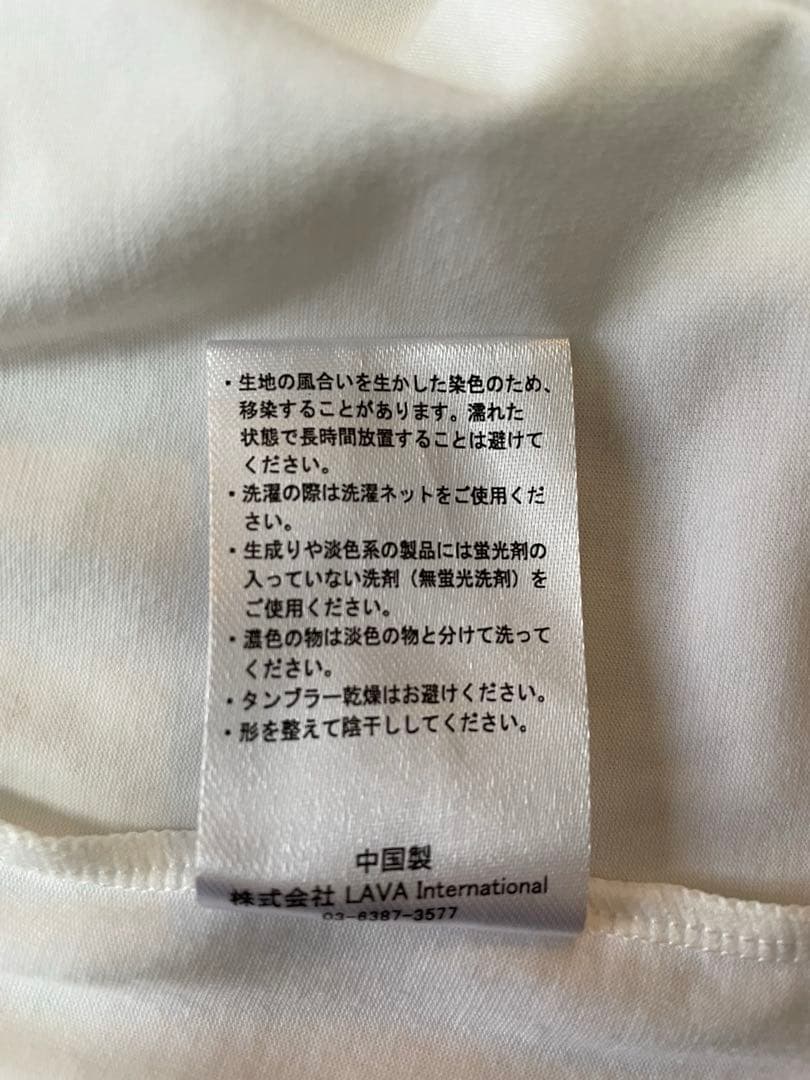 ・生地の風合いを生かした染色のため、
移染することがあります。濡れた
状態で長時間放置することは避けて
ください。
・洗濯の際は洗濯ネットをご使用くだ
さい。
・生成りや淡色系の製品には蛍光剤の
入っていない洗剤（無蛍光洗剤）を
ご使用ください。
・濃色の物は淡色の物と分けて洗って
ください。
・タンブラー乾燥はお避けください。
・形を整えて陰干ししてください。
中国製
株式会社 LAVA International
03-6387-3577